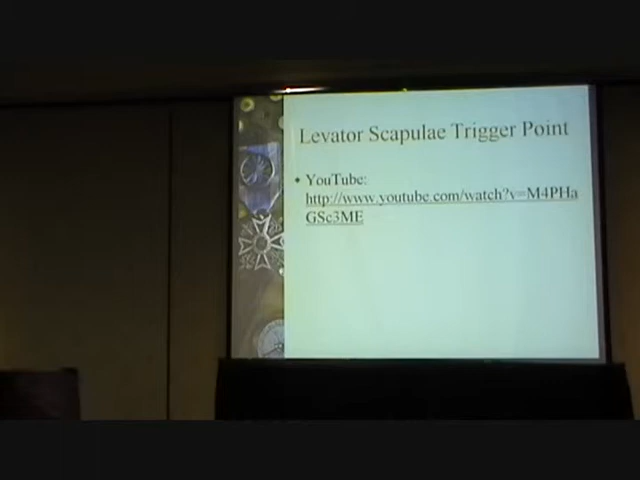 Levator Scapulae Trigger Point
• YouTube:
http://www.youtube.com/watch?v=M4PHa
GSc3ME